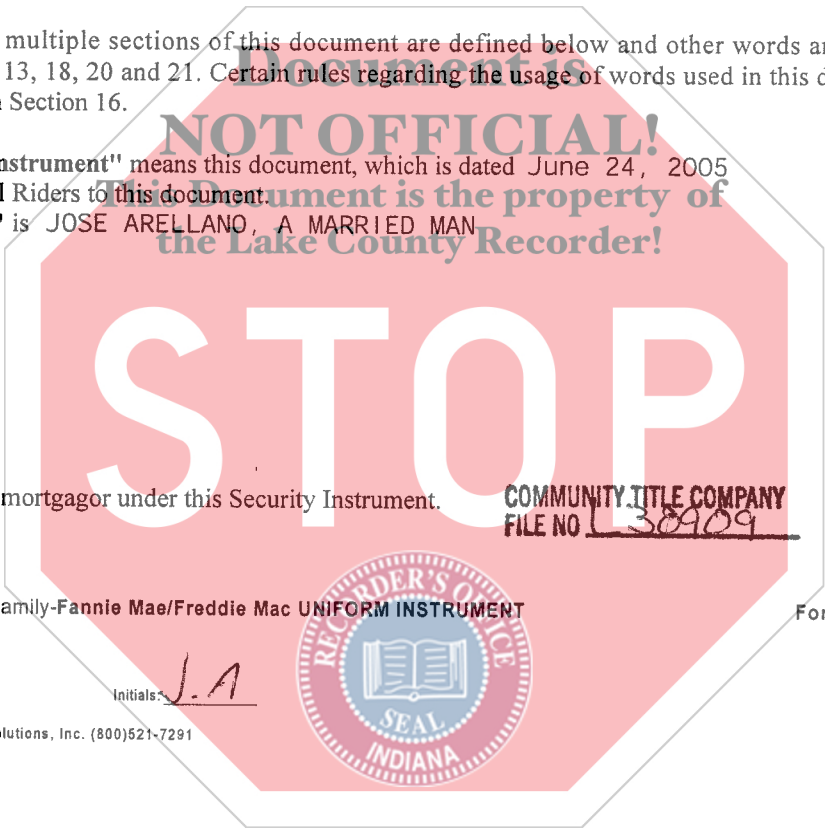 multiple sections of this document are defined below and other words
13, 18, 20 and 21. Certain rules regarding the usage of words used in this
Section 16.
Document is
NOT OFFICIAL!
This Document is the property of
the Lake County Recorder!
nstrument" means this document, which is dated June 24, 2005
Riders to this document.
" is JOSE ARELLANO, A MARRIED MAN
STOP
mortgagor under this Security Instrument.
COMMUNITY TITLE COMPANY
FILE NO L 38909
amily-Fannie Mae/Freddie Mac UNIFORM INSTRUMENT
For
RECORDER'S OFFICE
SEAL
INDIANA
Initials: J.A
lutions, Inc. (800)521-7291